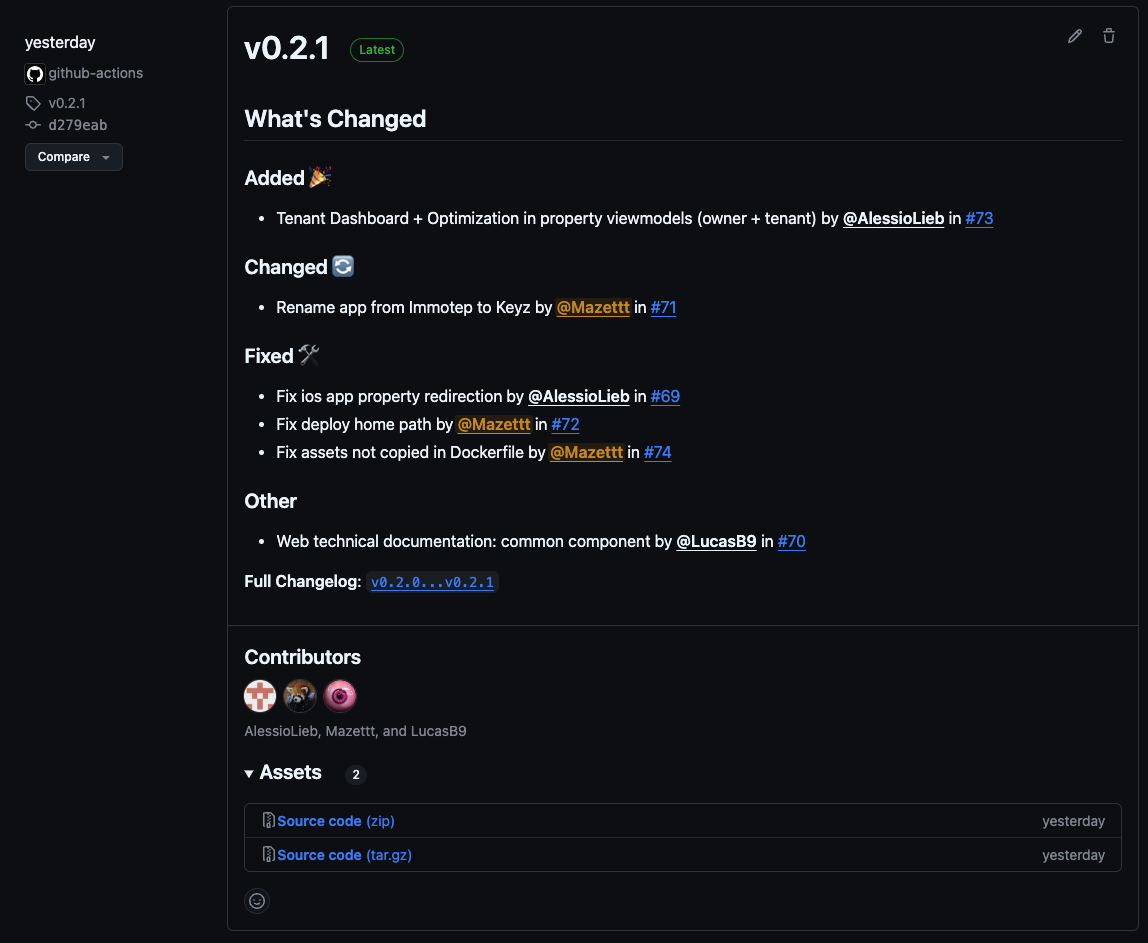 yesterday
github-actions
v0.2.1
d279eab
Compare
v0.2.1 Latest
What's Changed
Added 🎉
• Tenant Dashboard + Optimization in property viewmodels (owner + tenant) by @AlessioLieb in #73
Changed 🔄
• Rename app from Immotep to Keyz by @Mazettt in #71
Fixed 🛠️
• Fix ios app property redirection by @AlessioLieb in #69
• Fix deploy home path by @Mazettt in #72
• Fix assets not copied in Dockerfile by @Mazettt in #74
Other
• Web technical documentation: common component by @LucasB9 in #70
Full Changelog: v0.2.0...v0.2.1
Contributors
AlessioLieb, Mazettt, and LucasB9
Assets 2
Source code (zip) yesterday
Source code (tar.gz) yesterday